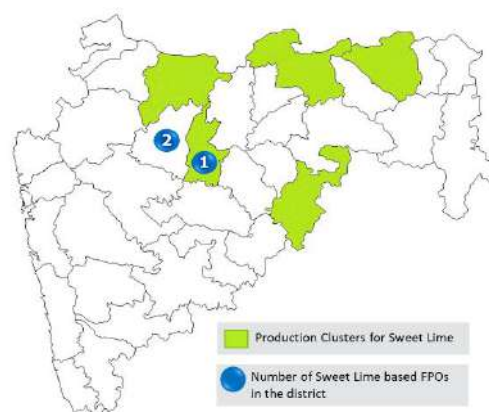 2
1
Production Clusters for Sweet Lime
Number of Sweet Lime based FPOs
in the district